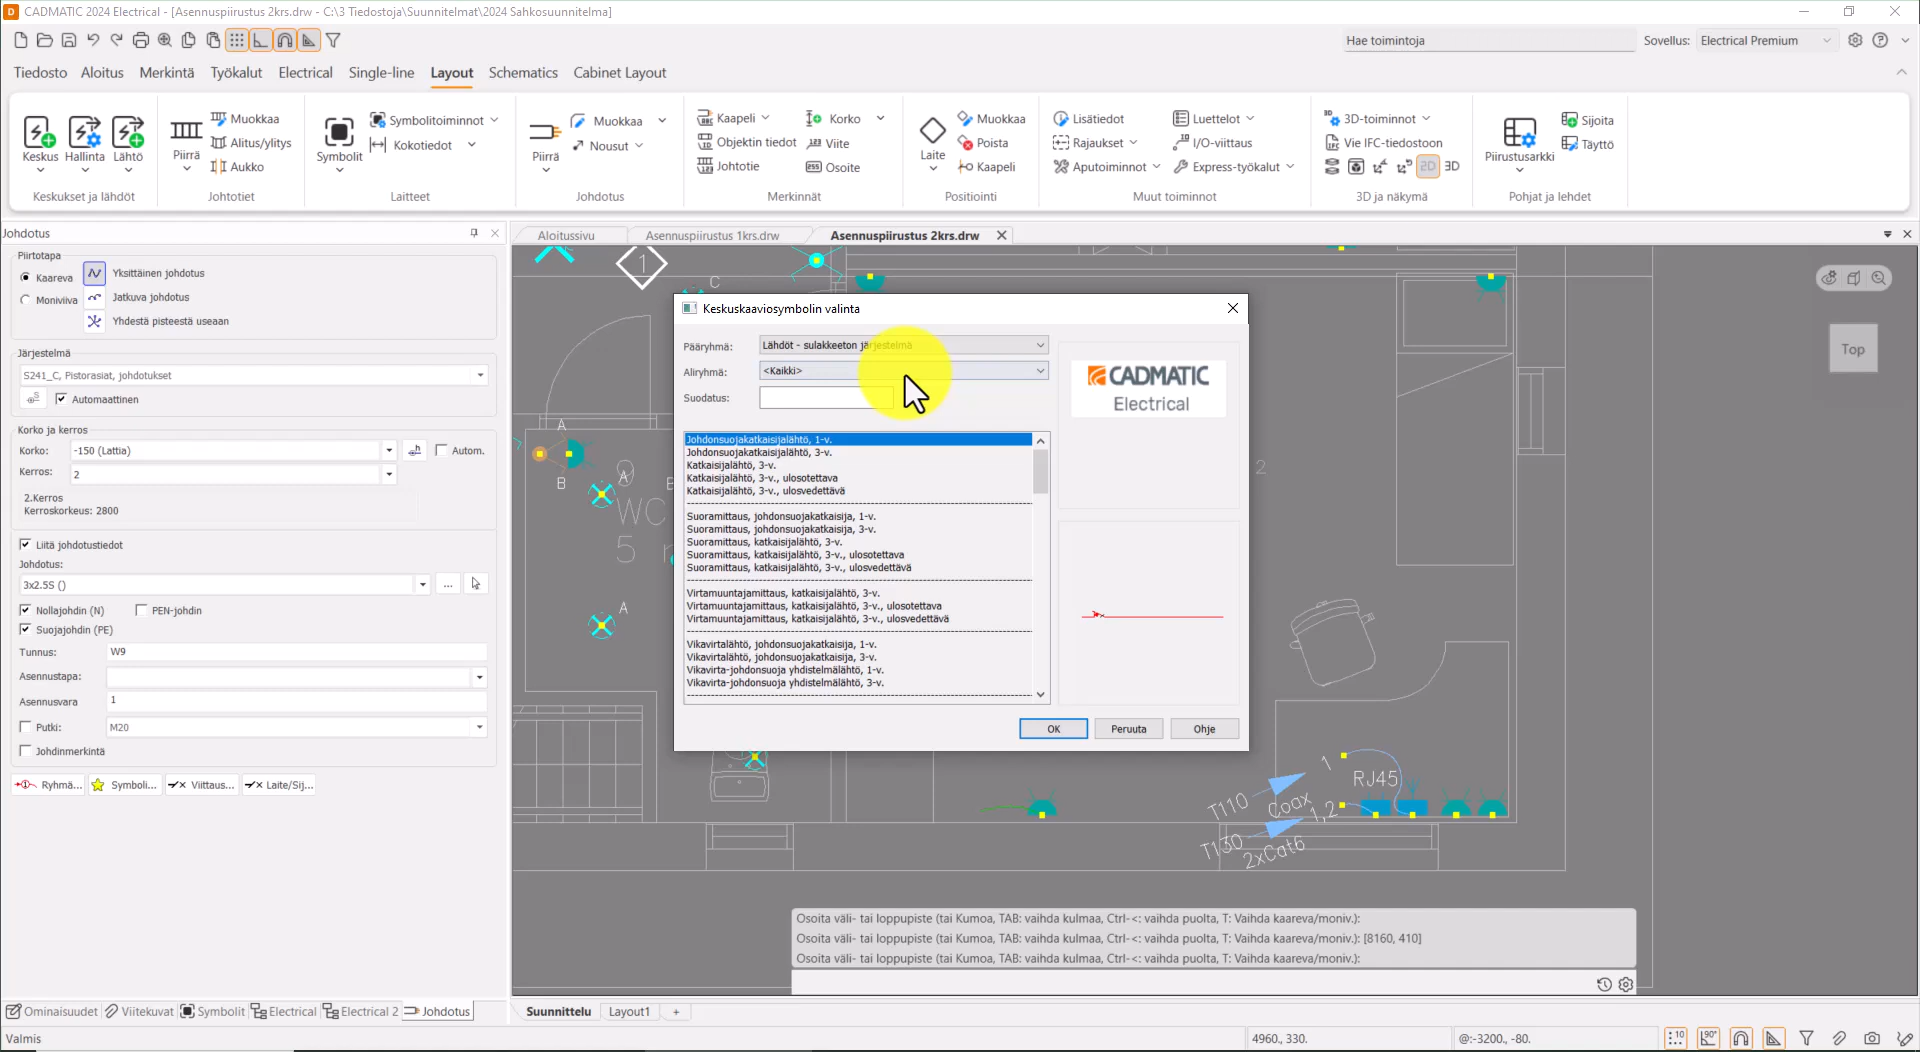 CADMATIC 2024 Electrical - [Asennuspiirustus 2krs.drw - C:\3 Tiedostoja\Suunnitelmat\2024 Sahkosuunnitelma]
Hae toimintoja
Sovellus: Electrical Premium
Tiedosto Aloitus Merkintä Työkalut Electrical Single-line Layout Schematics Cabinet Layout
Keskus Hallinta Lähtö
Keskukset ja lähdöt
Piirrä
Muokkaa
Alitus/ylitys
Aukko
Johtotiet
Symbolit
Symbolitoiminnot
Kokotiedot
Laitteet
Piirrä
Muokkaa
Nousut
Johdotus
Kaapeli
Objektin tiedot
Johtotie
Korko
Viite
Osoite
Merkinnät
Laite
Muokkaa
Poista
Kaapeli
Positiointi
Lisätiedot
Rajaukset
Aputoiminnot
Luettelot
I/O-viittaus
Express-työkalut
Muut toiminnot
3D-toiminnot
Vie IFC-tiedostoon
2D 3D
3D ja näkymä
Piirustusarkki
Sijoita
Täyttö
Pohjat ja lehdet
Johdotus
Piirtotapa
Kaareva
Moniviiva
Yksittäinen johdotus
Jatkuva johdotus
Yhdestä pisteestä useaan
Järjestelmä
S241_C, Pistorasiat, johdotukset
Automaattinen
Korko ja kerros
Korko: -150 (Lattia) Autom.
Kerros: 2
2.Kerros
Kerroskorkeus: 2800
Liitä johdotustiedot
Johdotus:
3x2.5S () ...
Nollajohdin (N) PEN-johdin
Suojajohdin (PE)
Tunnus: W9
Asennustapa:
Asennusvara 1
Putki: M20
Johdinmerkintä
Ryhmä... Symboli... Viittaus... Laite/Sij...
Aloitussivu Asennuspiirustus 1krs.drw Asennuspiirustus 2krs.drw
1
C
A
B
A
B
WC
5
A
2
Top
1
RJ45
T110
Coax
1,2
T130
2xCat6
Keskuskaaviosymbolin valinta
Pääryhmä: Lähdöt - sulakkeeton järjestelmä
Aliryhmä: <Kaikki>
Suodatus:
CADMATIC
Electrical
Johdonsuojakatkaisijalähtö, 1-v.
Johdonsuojakatkaisijalähtö, 3-v.
Katkaisijalähtö, 3-v.
Katkaisijalähtö, 3-v., ulosotettava
Katkaisijalähtö, 3-v., ulosvedettävä
Suoramittaus, johdonsuojakatkaisija, 1-v.
Suoramittaus, johdonsuojakatkaisija, 3-v.
Suoramittaus, katkaisijalähtö, 3-v.
Suoramittaus, katkaisijalähtö, 3-v., ulosotettava
Suoramittaus, katkaisijalähtö, 3-v., ulosvedettävä
Virtamuuntajamittaus, katkaisijalähtö, 3-v.
Virtamuuntajamittaus, katkaisijalähtö, 3-v., ulosotettava
Virtamuuntajamittaus, katkaisijalähtö, 3-v., ulosvedettävä
Vikavirtalähtö, johdonsuojakatkaisija, 1-v.
Vikavirtalähtö, johdonsuojakatkaisija, 3-v.
Vikavirta-johdonsuoja yhdistelmälähtö, 1-v.
Vikavirta-johdonsuoja yhdistelmälähtö, 3-v.
OK Peruuta Ohje
Osoita väli- tai loppupiste (tai Kumoa, TAB: vaihda kulmaa, Ctrl-<: vaihda puolta, T: Vaihda kaareva/moniv.):
Osoita väli- tai loppupiste (tai Kumoa, TAB: vaihda kulmaa, Ctrl-<: vaihda puolta, T: Vaihda kaareva/moniv.): [8160, 410]
Osoita väli- tai loppupiste (tai Kumoa, TAB: vaihda kulmaa, Ctrl-<: vaihda puolta, T: Vaihda kaareva/moniv.):
Ominaisuudet Viitekuvat Symbolit Electrical Electrical 2 Johdotus
Suunnittelu Layout1 +
Valmis
4960., 330.
@:-3200., -80.
10
90°